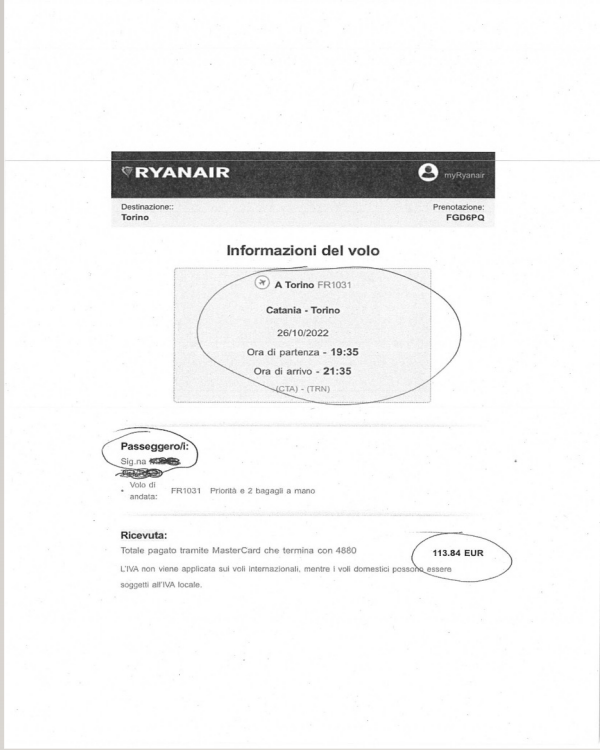 RYANAIR
myRyanair
Destinazione::
Torino
Prenotazione:
FGD6PQ
Informazioni del volo
A Torino FR1031
Catania - Torino
26/10/2022
Ora di partenza - 19:35
Ora di arrivo - 21:35
(CTA) - (TRN)
Passeggero/i:
Sig.na
Volo di
andata:
FR1031 Priorità e 2 bagagli a mano
Ricevuta:
Totale pagato tramite MasterCard che termina con 4880
113.84 EUR
L'IVA non viene applicata sui voli internazionali, mentre i voli domestici possono essere
soggetti all'IVA locale.